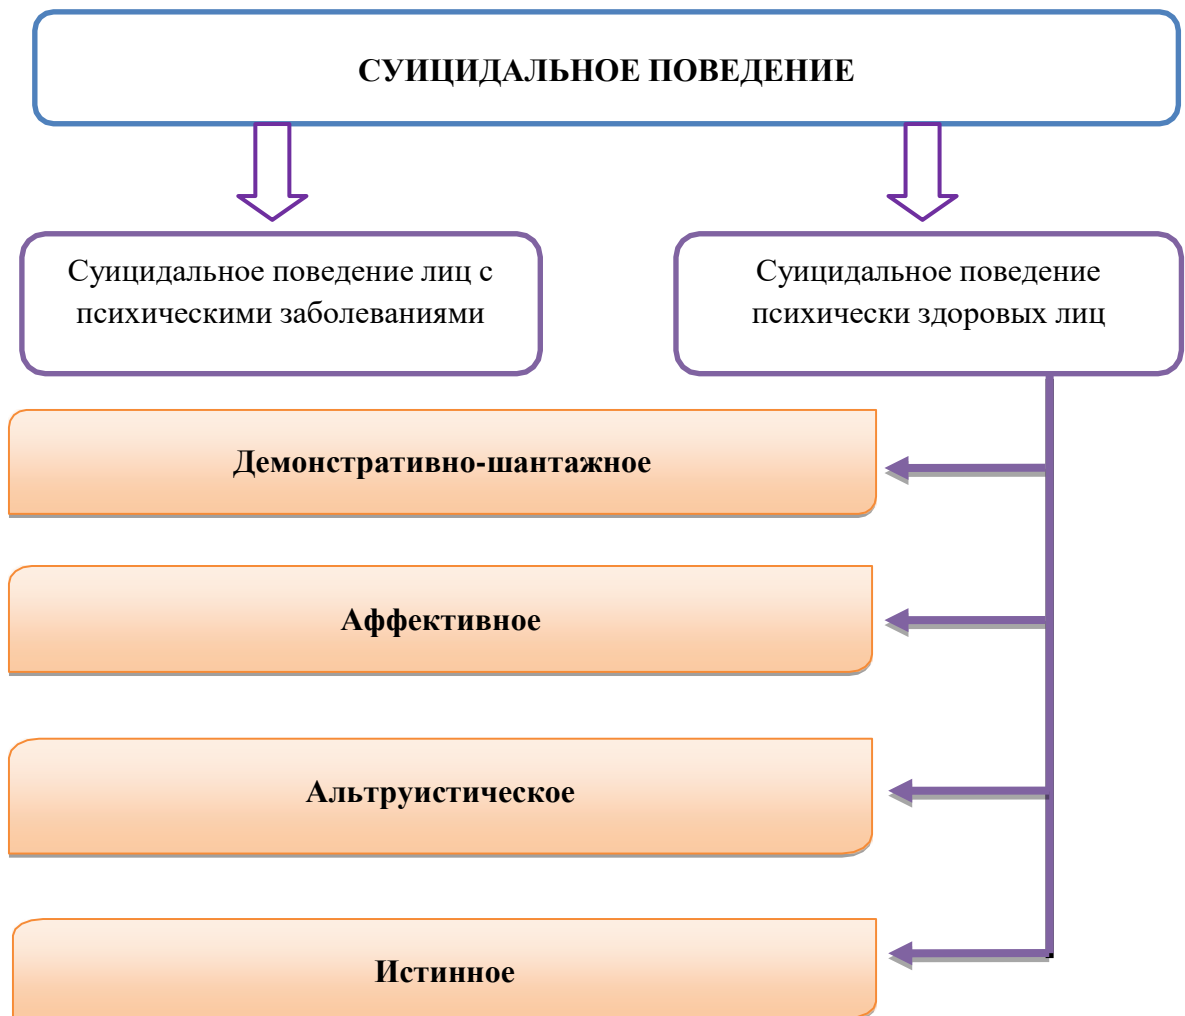 СУИЦИДАЛЬНОЕ ПОВЕДЕНИЕ
Суицидальное поведение лиц с
психическими заболеваниями
Суицидальное поведение
психически здоровых лиц
Демонстративно-шантажное
Аффективное
Альтруистическое
Истинное